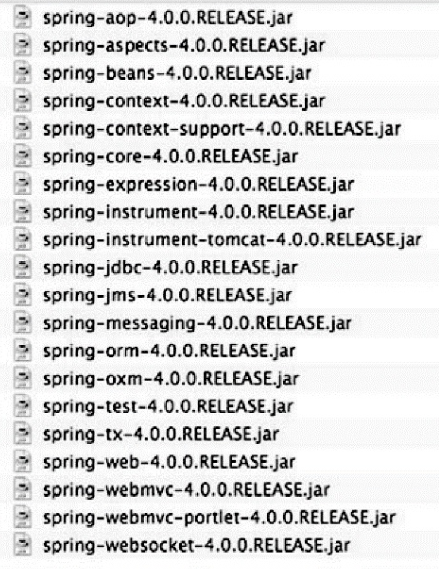 spring-aop-4.0.0.RELEASE.jar
spring-aspects-4.0.0.RELEASE.jar
spring-beans-4.0.0.RELEASE.jar
spring-context-4.0.0.RELEASE.jar
spring-context-support-4.0.0.RELEASE.jar
spring-core-4.0.0.RELEASE.jar
spring-expression-4.0.0.RELEASE.jar
spring-instrument-4.0.0.RELEASE.jar
spring-instrument-tomcat-4.0.0.RELEASE.jar
spring-jdbc-4.0.0.RELEASE.jar
spring-jms-4.0.0.RELEASE.jar
spring-messaging-4.0.0.RELEASE.jar
spring-orm-4.0.0.RELEASE.jar
spring-oxm-4.0.0.RELEASE.jar
spring-test-4.0.0.RELEASE.jar
spring-tx-4.0.0.RELEASE.jar
spring-web-4.0.0.RELEASE.jar
spring-webmvc-4.0.0.RELEASE.jar
spring-webmvc-portlet-4.0.0.RELEASE.jar
spring-websocket-4.0.0.RELEASE.jar